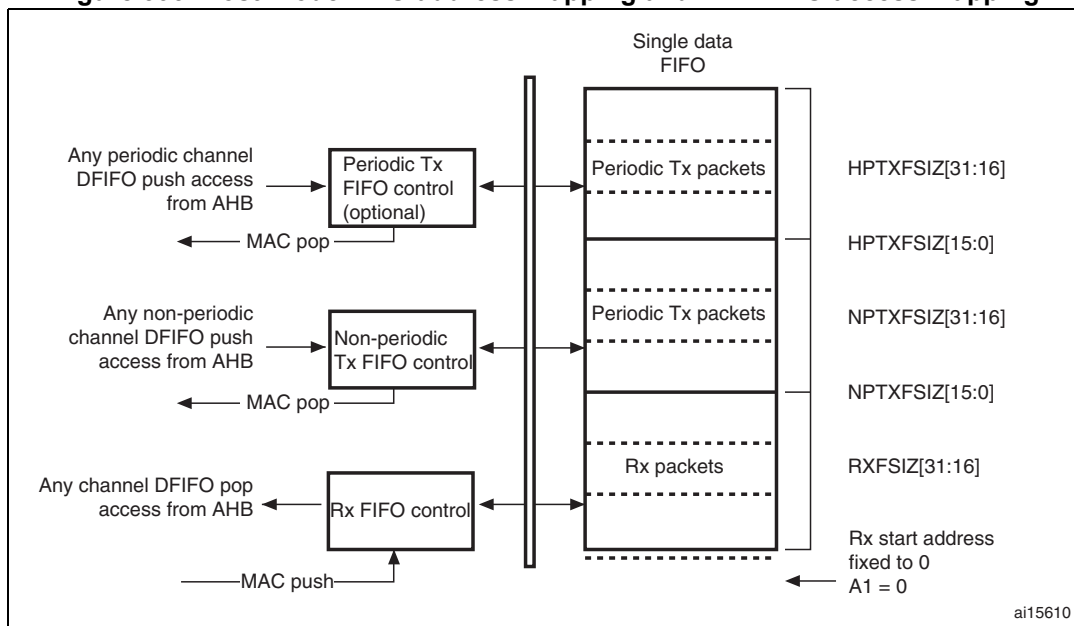 Single data
FIFO
Any periodic channel
DFIFO push access
from AHB
Periodic Tx
FIFO control
(optional)
MAC pop
Periodic Tx packets
HPTXFSIZ[31:16]
HPTXFSIZ[15:0]
Any non-periodic
channel DFIFO push
access from AHB
Non-periodic
Tx FIFO control
MAC pop
Periodic Tx packets
NPTXFSIZ[31:16]
NPTXFSIZ[15:0]
Any channel DFIFO pop
access from AHB
Rx FIFO control
MAC push
Rx packets
RXFSIZ[31:16]
Rx start address
fixed to 0
A1 = 0
ai15610